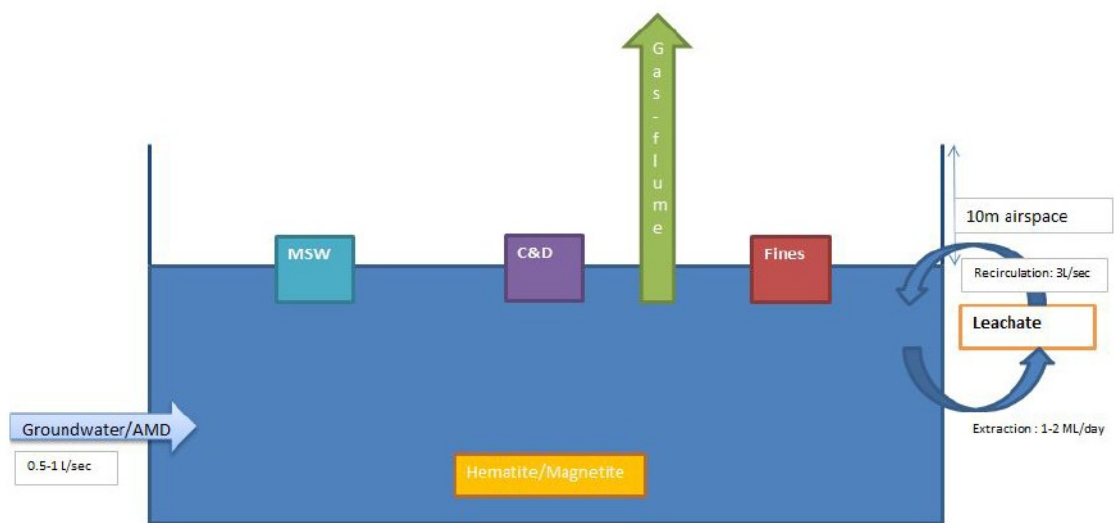 Gas-flume
10m airspace
MSW
C&D
Fines
Recirculation: 3L/sec
Leachate
Groundwater/AMD
Extraction : 1-2 ML/day
0.5-1 L/sec
Hematite/Magnetite